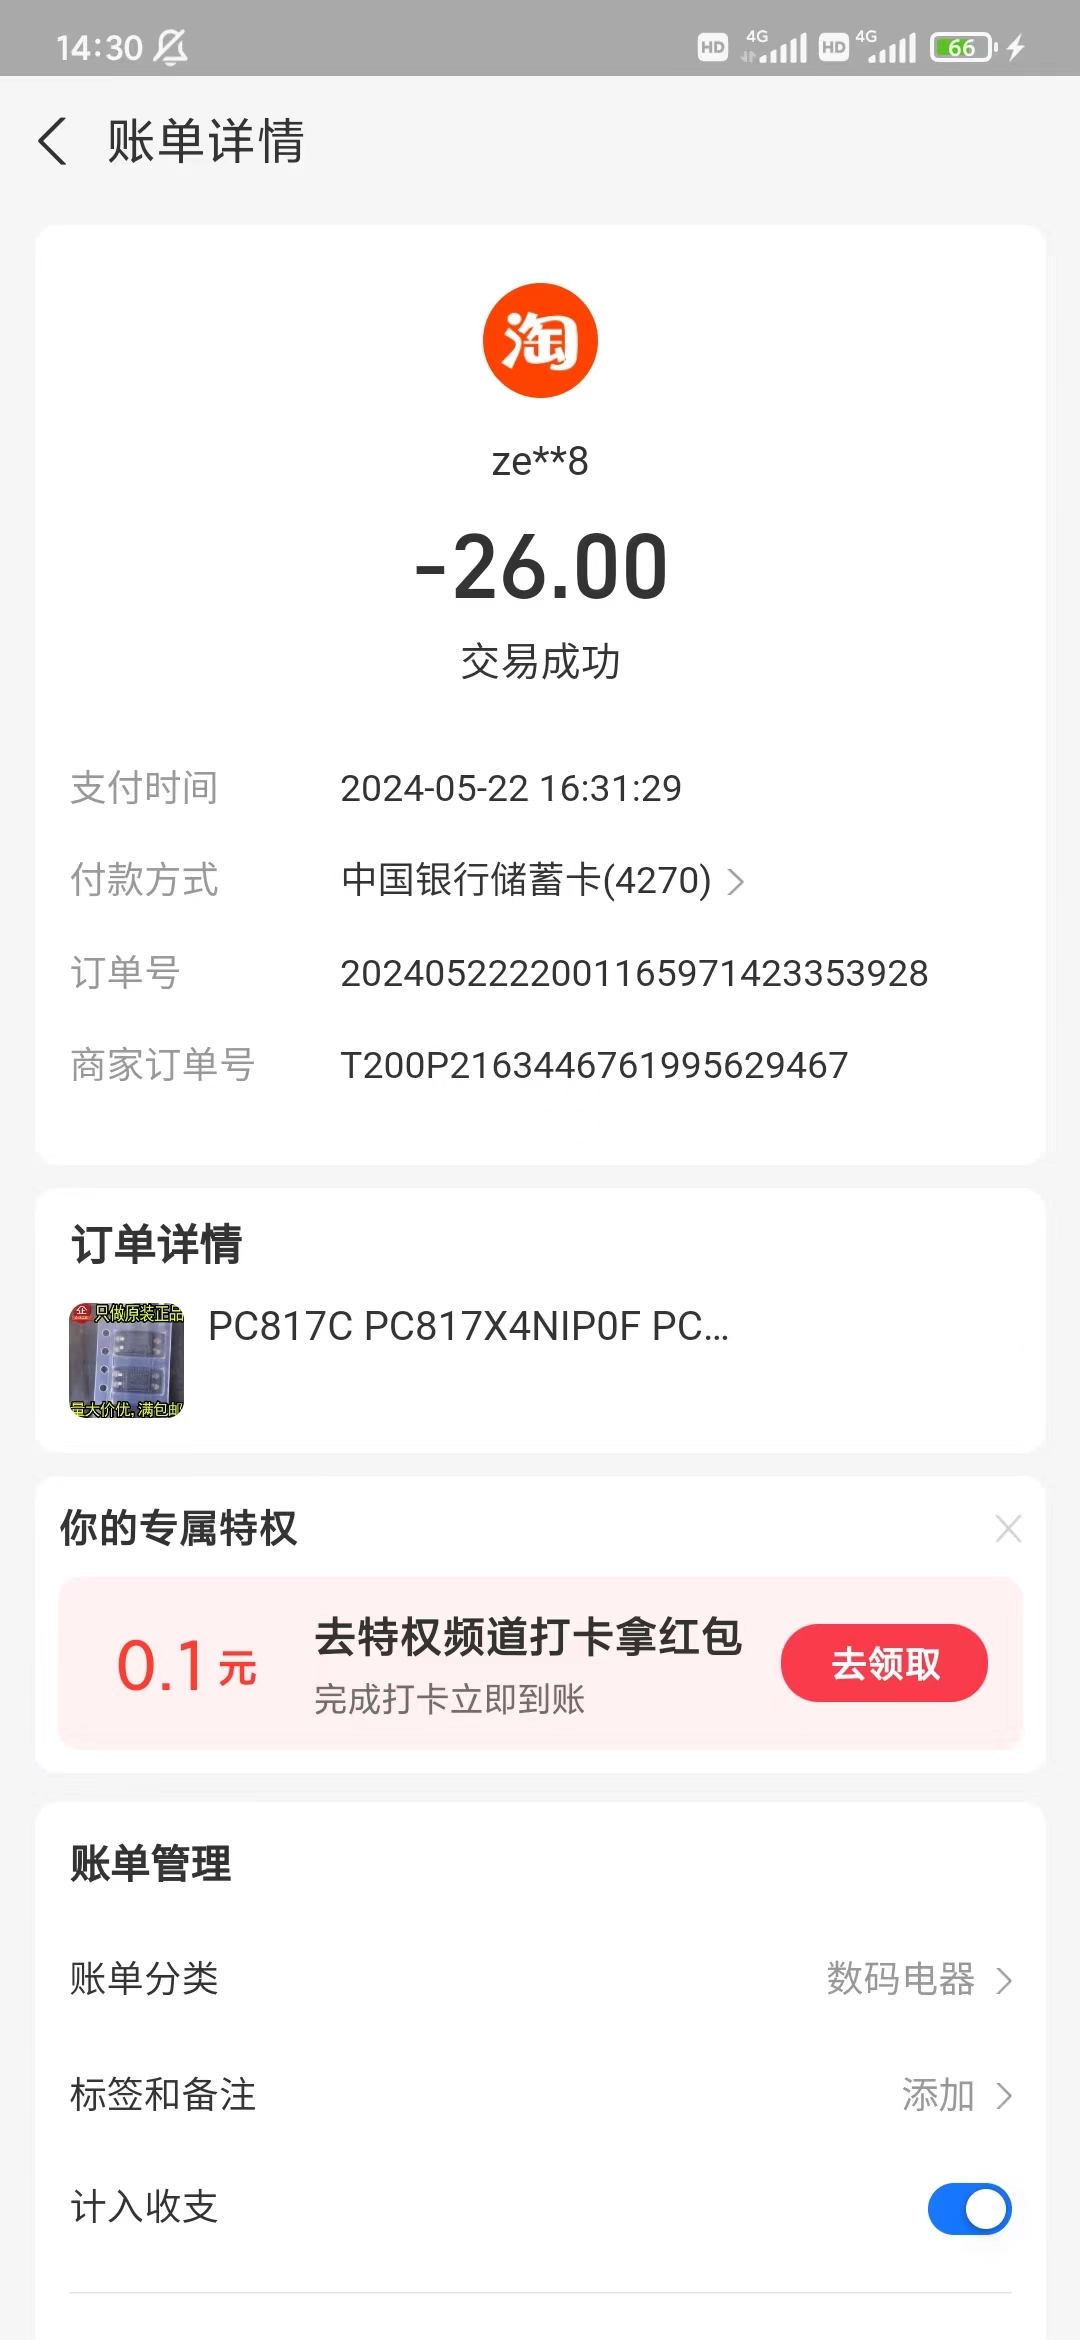 14:30
HD 4G HD 4G 66
账单详情
淘
ze**8
-26.00
交易成功
支付时间 2024-05-22 16:31:29
付款方式 中国银行储蓄卡(4270)
订单号 2024052222001165971423353928
商家订单号 T200P2163446761995629467
订单详情
企 只做原装正品
PC817C PC817X4NIP0F PC...
量大价优,满包邮
你的专属特权
0.1元
去特权频道打卡拿红包
完成打卡立即到账
去领取
账单管理
账单分类 数码电器
标签和备注 添加
计入收支